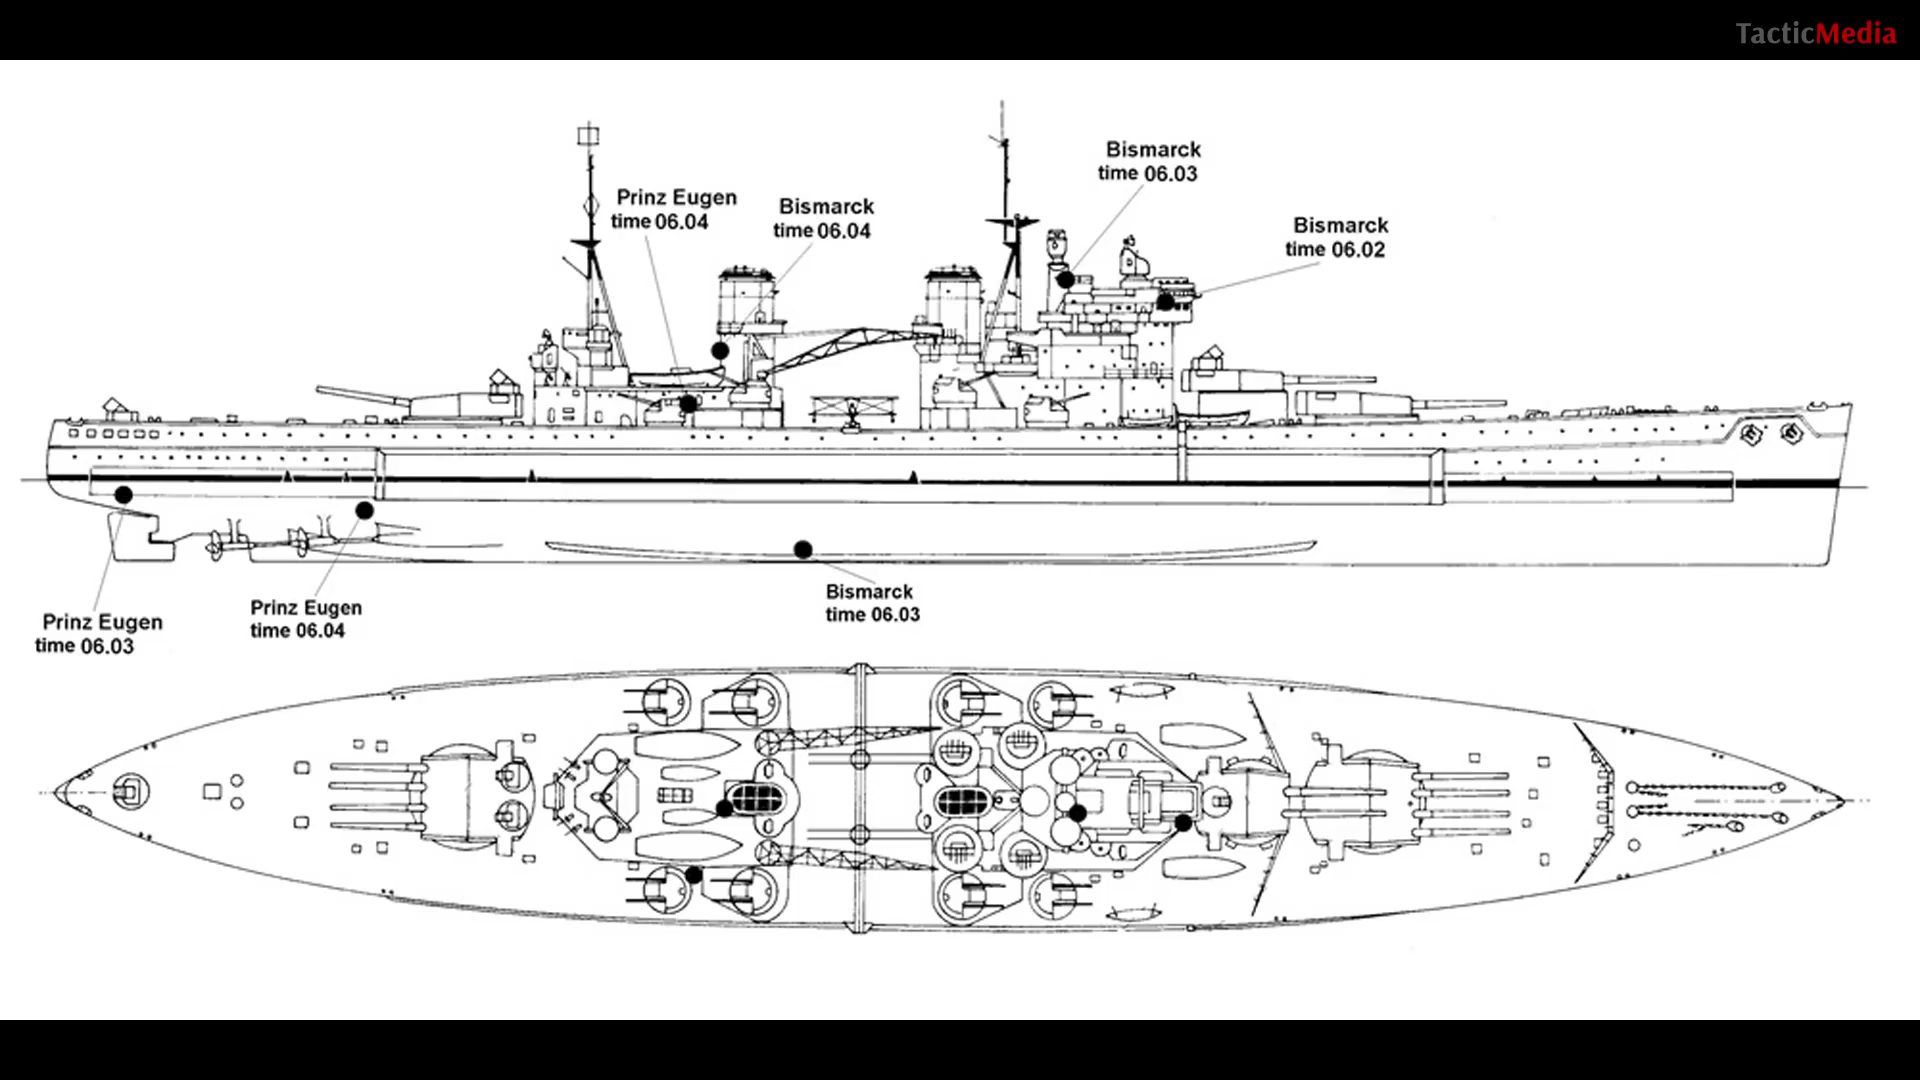 TacticMedia
Bismarck
time 06.03
Prinz Eugen
time 06.04
Bismarck
time 06.04
Bismarck
time 06.02
Prinz Eugen
time 06.03
Prinz Eugen
time 06.04
Bismarck
time 06.03